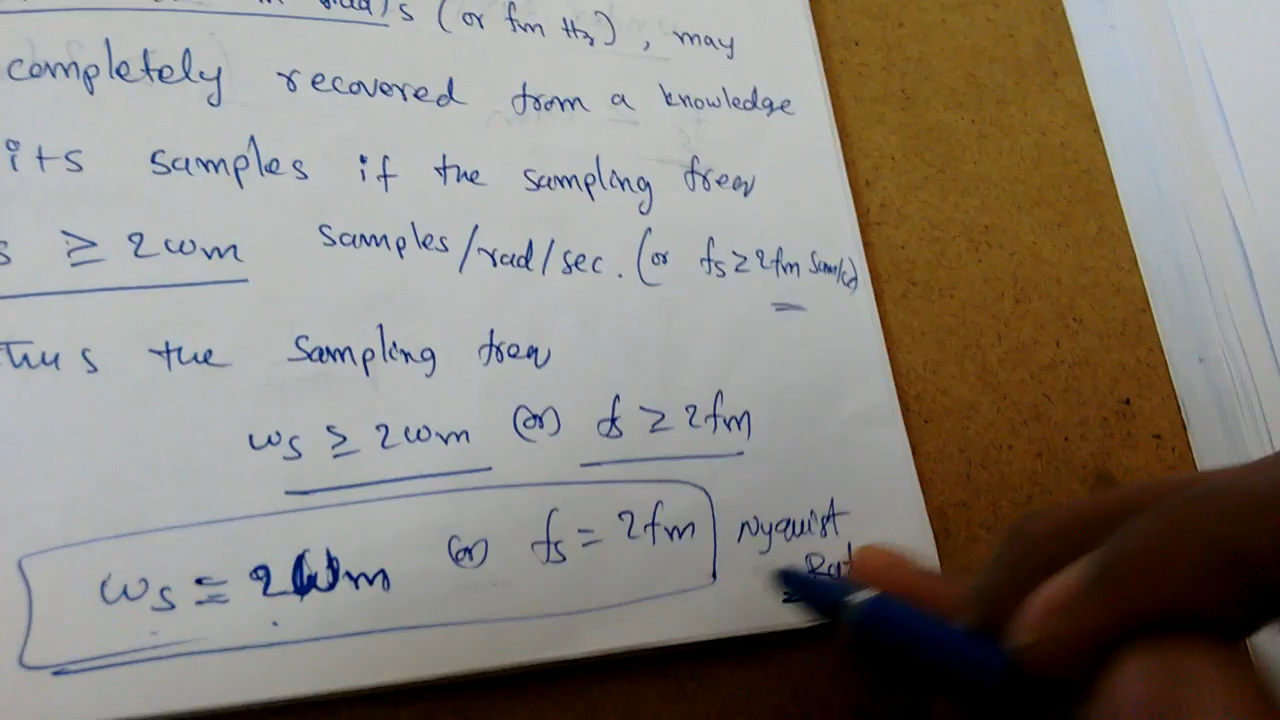 rad/s (or fm Hz), may
completely recovered from a knowledge
its samples if the sampling freq
s ≥ 2ωm samples/rad/sec. (or fs ≥ 2fm
Thus the sampling freq
ωs ≥ 2ωm (or) fs ≥ 2fm
ωs = 2ωm (or) fs = 2fm Nyquist